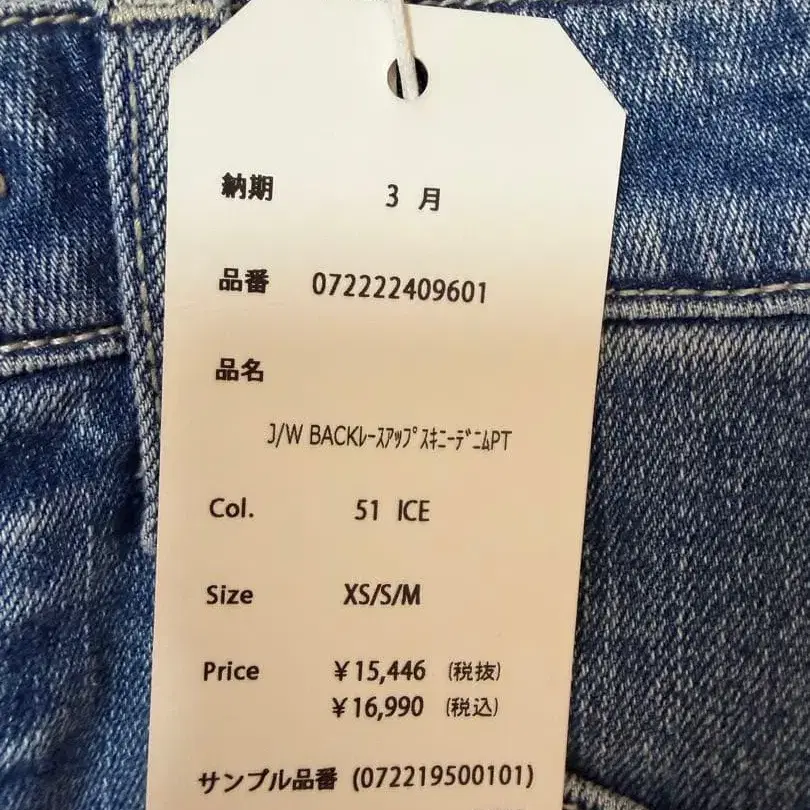 納期 3 月
品番 072222409601
品名
J/W BACKﾚｰｽｱｯﾌﾟｽｷﾆｰﾃﾞﾆﾑPT
Col. 51 ICE
Size XS/S/M
Price ￥15,446 (税抜)
￥16,990 (税込)
サンプル品番 (072219500101)